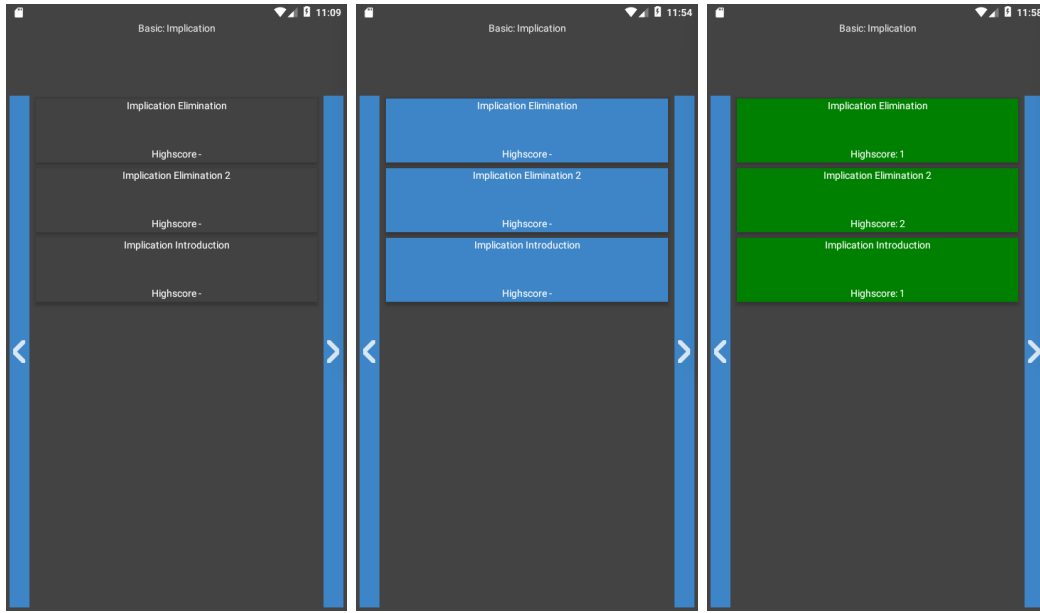 11:09
Basic: Implication
Implication Elimination
Highscore -
Implication Elimination 2
Highscore -
Implication Introduction
Highscore -
11:54
Basic: Implication
Implication Elimination
Highscore -
Implication Elimination 2
Highscore -
Implication Introduction
Highscore -
11:58
Basic: Implication
Implication Elimination
Highscore: 1
Implication Elimination 2
Highscore: 2
Implication Introduction
Highscore: 1